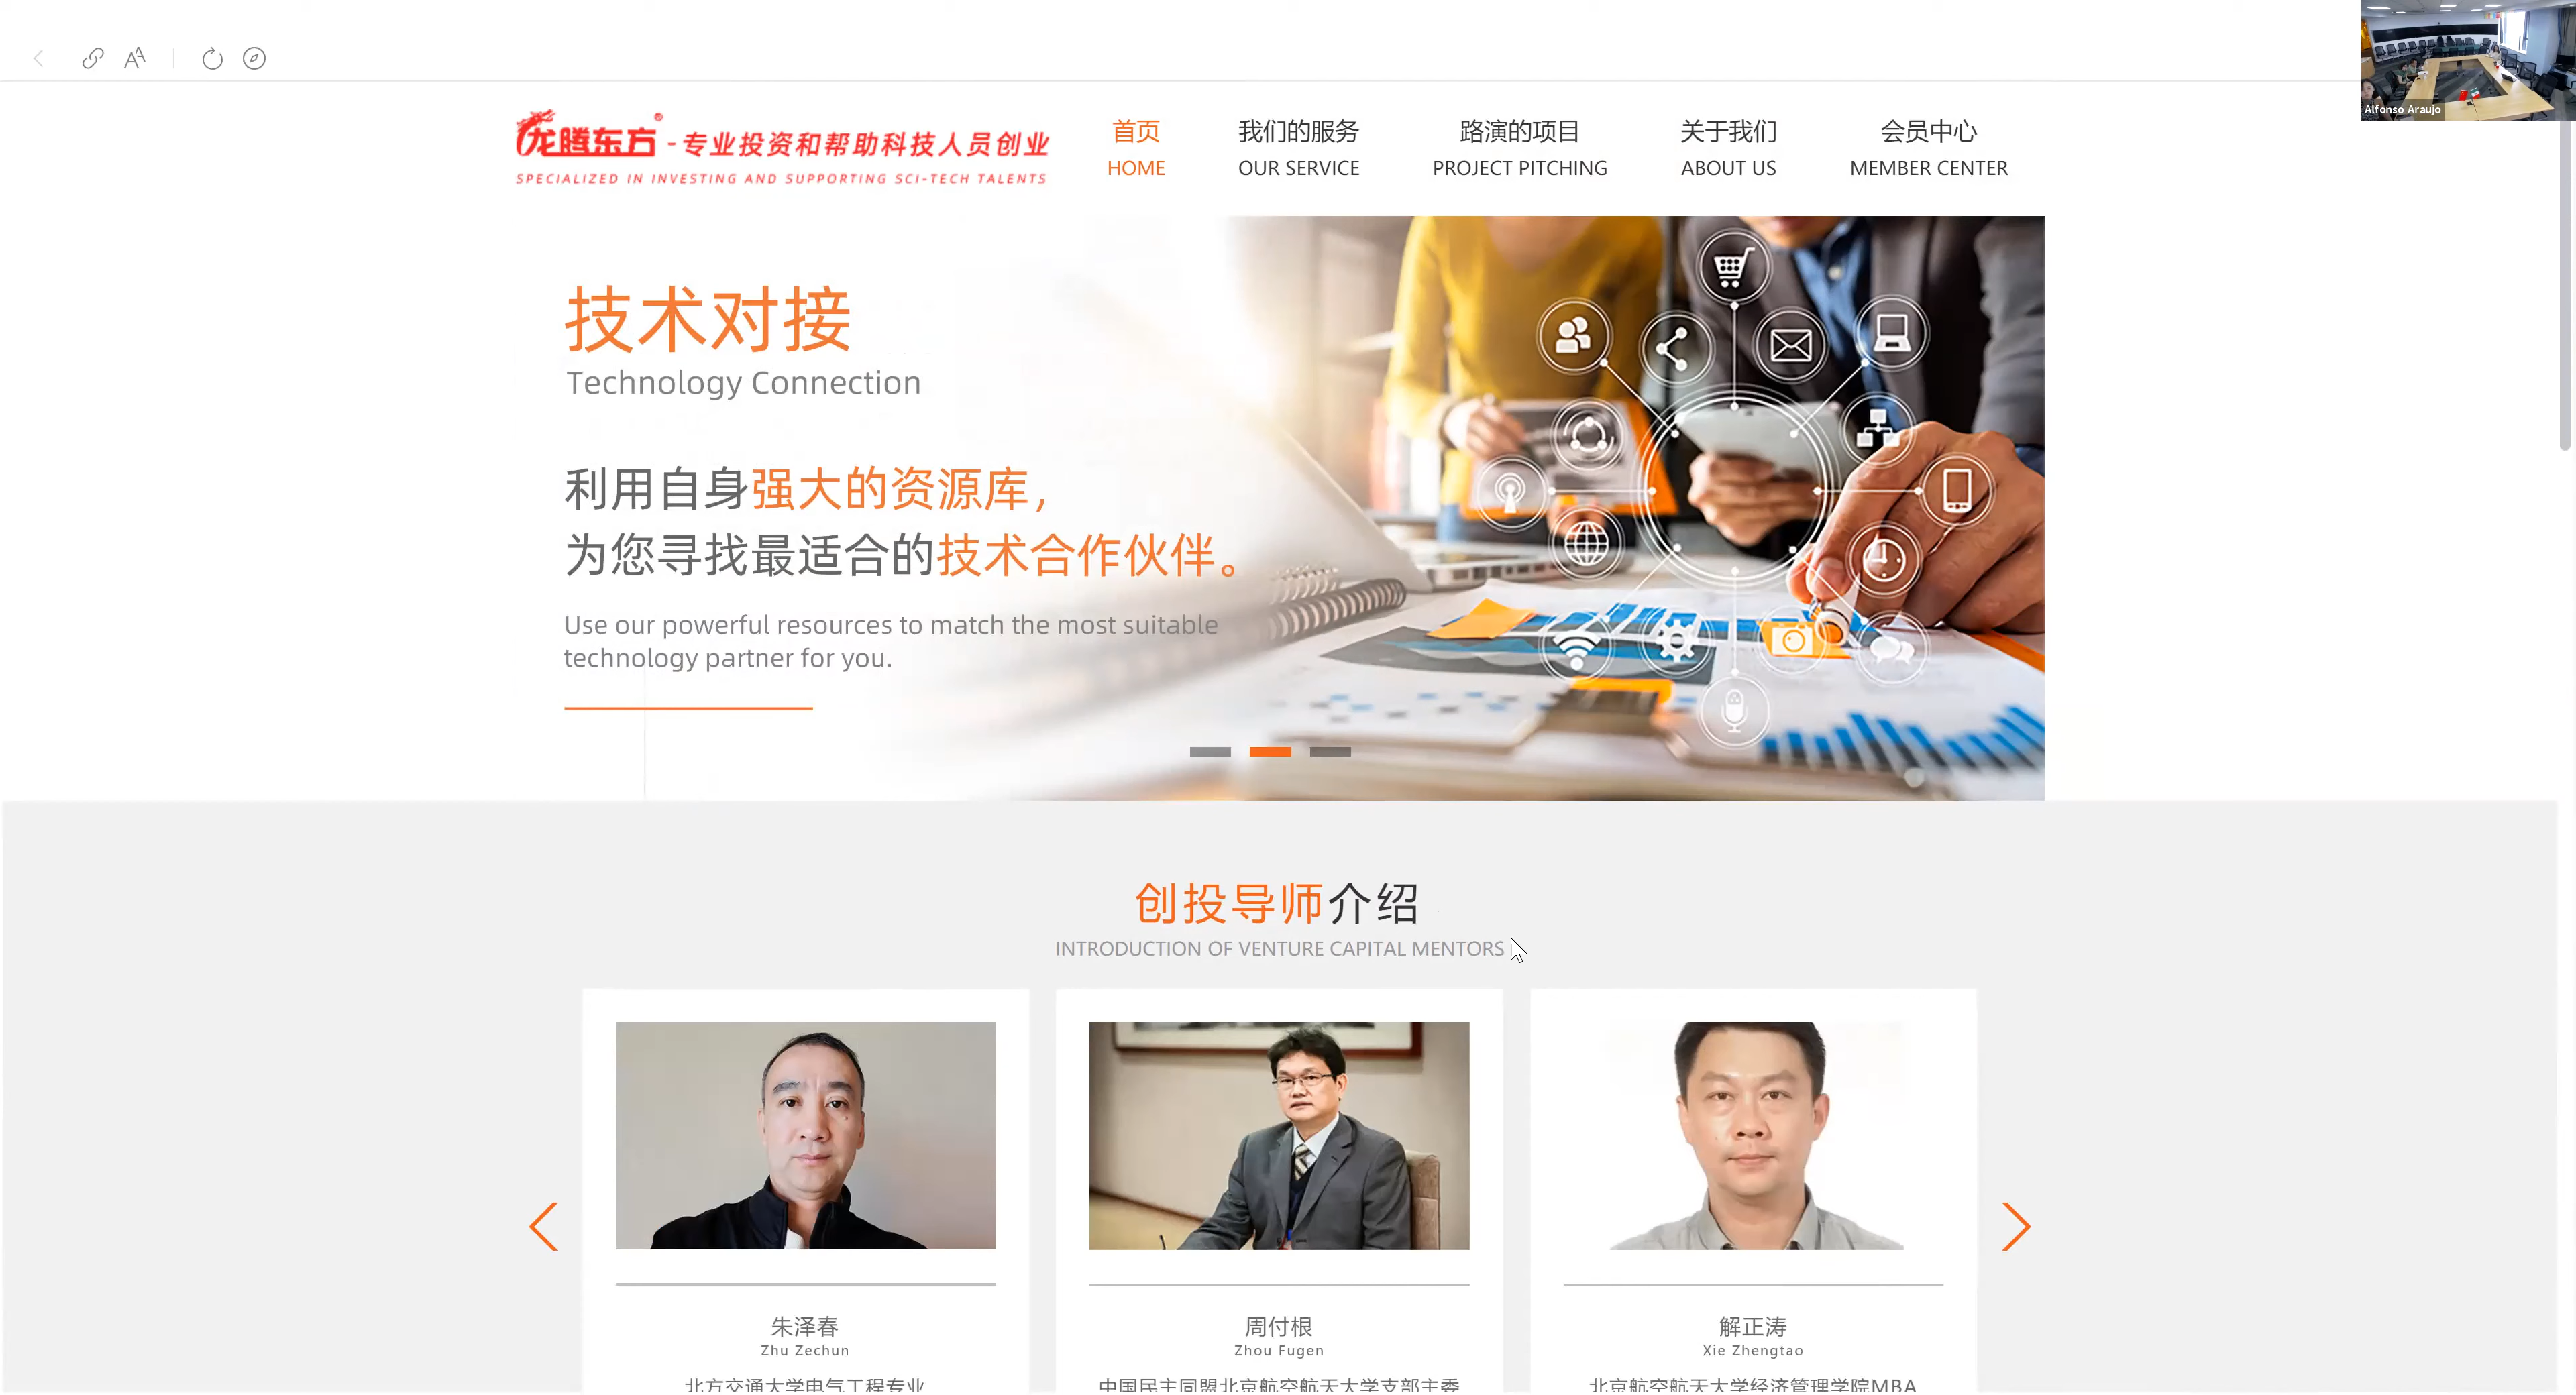 Alfonso Araujo
龙腾东方® - 专业投资和帮助科技人员创业
SPECIALIZED IN INVESTING AND SUPPORTING SCI-TECH TALENTS
首页 我们的服务 路演的项目 关于我们 会员中心
HOME OUR SERVICE PROJECT PITCHING ABOUT US MEMBER CENTER
技术对接
Technology Connection
利用自身强大的资源库，
为您寻找最适合的技术合作伙伴。
Use our powerful resources to match the most suitable
technology partner for you.
创投导师介绍
INTRODUCTION OF VENTURE CAPITAL MENTORS
朱泽春
Zhu Zechun
北方交通大学电气工程专业
周付根
Zhou Fugen
中国民主同盟北京航空航天大学支部主委
解正涛
Xie Zhengtao
北京航空航天大学经济管理学院MBA